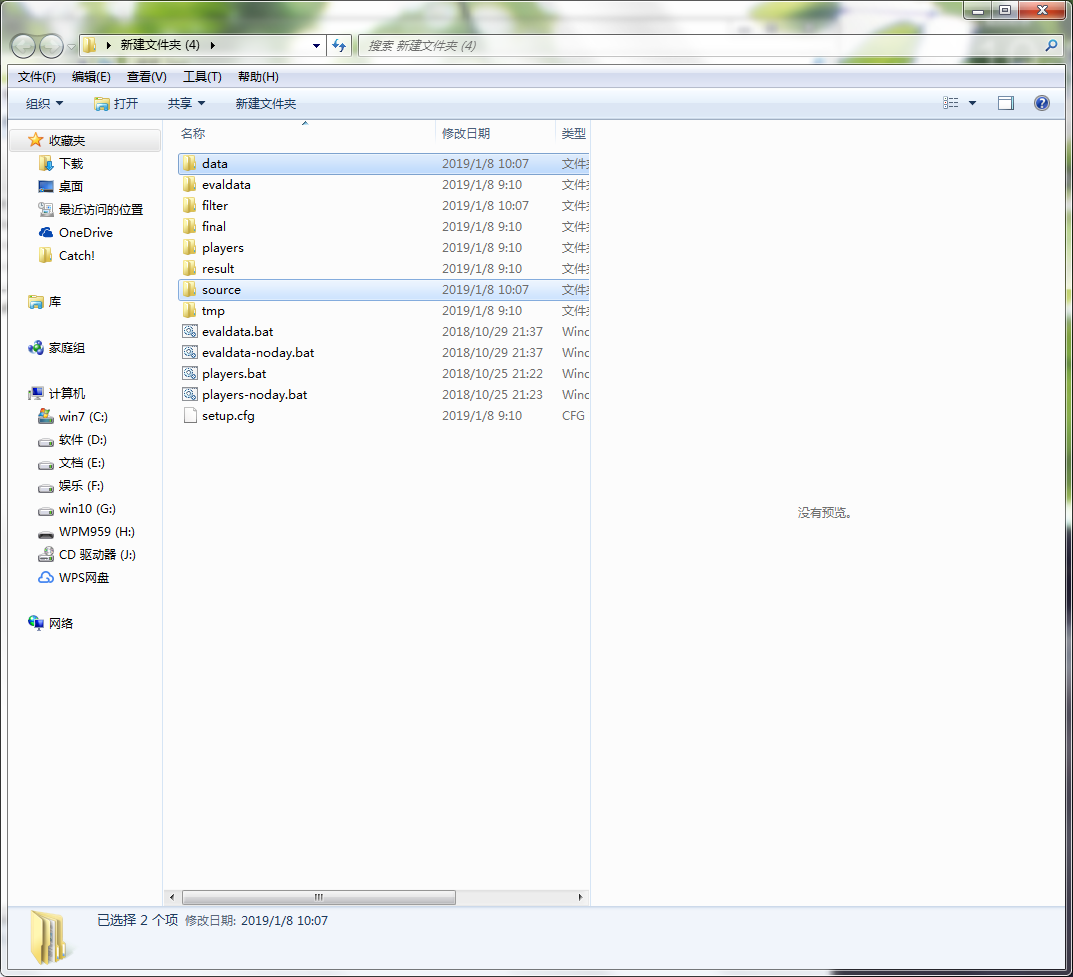 新建文件夹 (4)
搜索 新建文件夹 (4)
文件(F) 编辑(E) 查看(V) 工具(T) 帮助(H)
组织 打开 共享 新建文件夹
名称 修改日期 类型
收藏夹
下载
桌面
最近访问的位置
OneDrive
Catch!
库
家庭组
计算机
win7 (C:)
软件 (D:)
文档 (E:)
娱乐 (F:)
win10 (G:)
WPM959 (H:)
CD 驱动器 (J:)
WPS网盘
网络
data 2019/1/8 10:07 文件
evaldata 2019/1/8 9:10 文件
filter 2019/1/8 10:07 文件
final 2019/1/8 9:10 文件
players 2019/1/8 9:10 文件
result 2019/1/8 9:10 文件
source 2019/1/8 10:07 文件
tmp 2019/1/8 9:10 文件
evaldata.bat 2018/10/29 21:37 Winc
evaldata-noday.bat 2018/10/29 21:37 Winc
players.bat 2018/10/25 21:22 Winc
players-noday.bat 2018/10/25 21:23 Winc
setup.cfg 2019/1/8 9:10 CFG
没有预览。
已选择 2 个项 修改日期: 2019/1/8 10:07